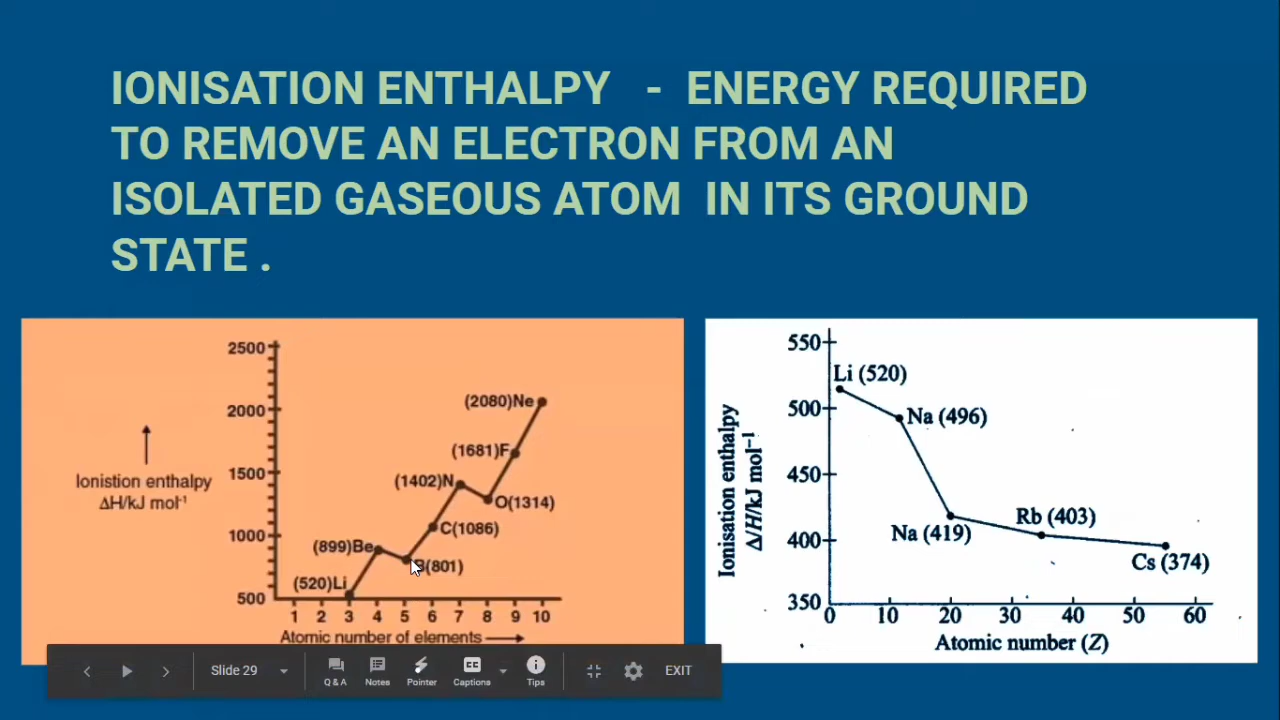 IONISATION ENTHALPY - ENERGY REQUIRED
TO REMOVE AN ELECTRON FROM AN
ISOLATED GASEOUS ATOM IN ITS GROUND
STATE .
2500
2000
1500
1000
500
Ionistion enthalpy
ΔH/kJ mol⁻¹
(2080)Ne
(1681)F
(1402)N
O(1314)
C(1086)
(899)Be
B(801)
(520)Li
1 2 3 4 5 6 7 8 9 10
Atomic number of elements
550
500
450
400
350
Ionisation enthalpy
Δ/H/kJ mol⁻¹
Li (520)
Na (496)
Na (419)
Rb (403)
Cs (374)
0 10 20 30 40 50 60
Atomic number (Z)
Slide 29
Q & A
Notes
Pointer
CC
Captions
Tips
EXIT